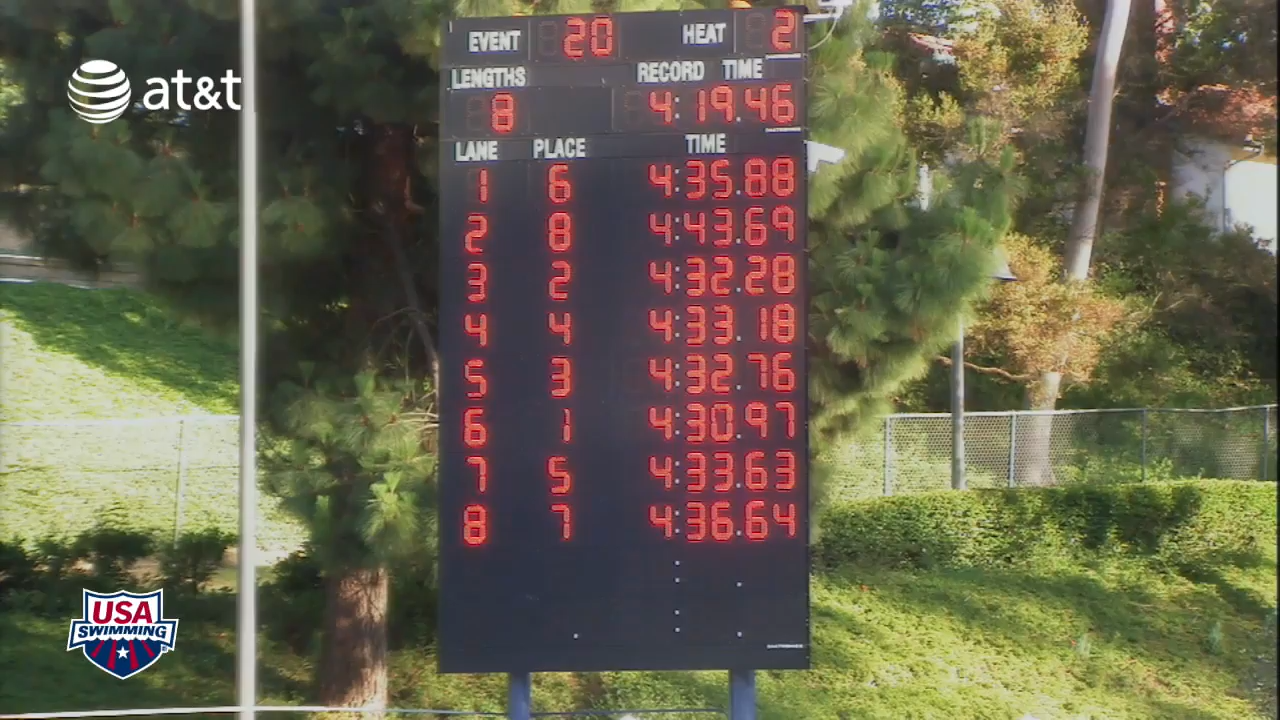 EVENT 20 HEAT 2
LENGTHS RECORD TIME
8 4:19.46
LANE PLACE TIME
1 6 4:35.88
2 8 4:43.69
3 2 4:32.28
4 4 4:33.18
5 3 4:32.76
6 1 4:30.97
7 5 4:33.63
8 7 4:36.64
at&t
USA
SWIMMING